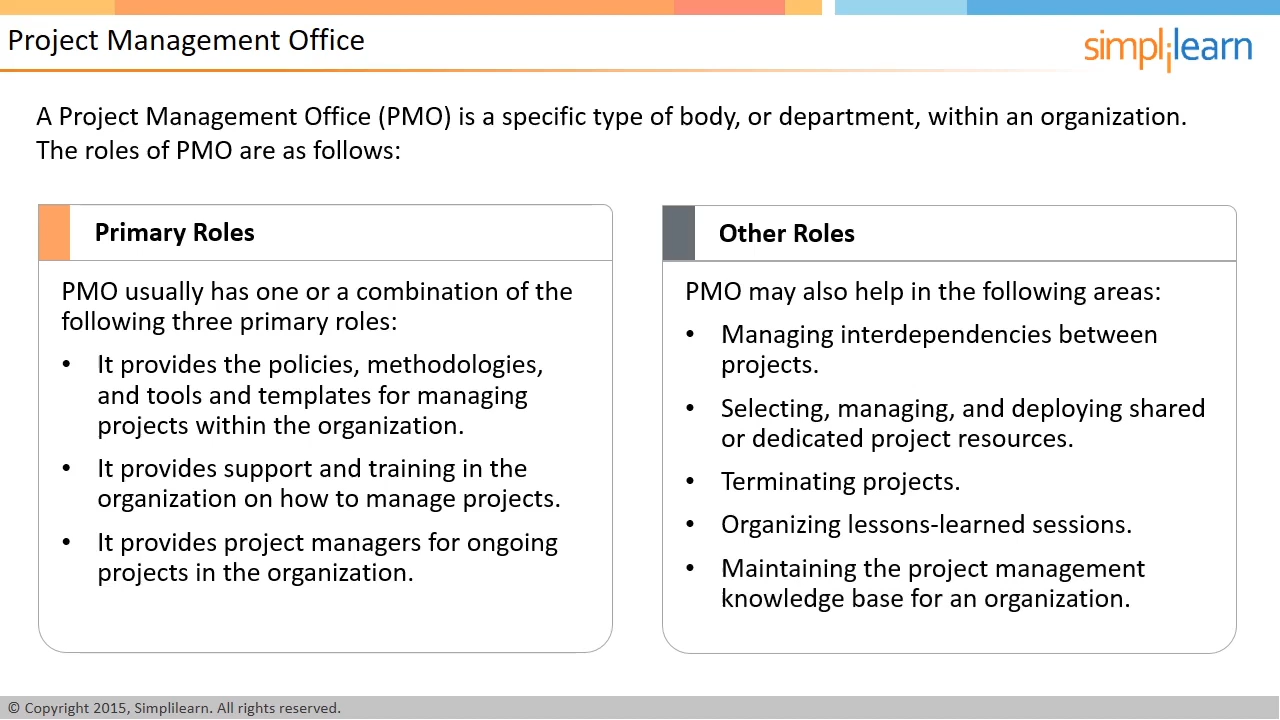 Project Management Office
simplilearn
A Project Management Office (PMO) is a specific type of body, or department, within an organization.
The roles of PMO are as follows:
Primary Roles
PMO usually has one or a combination of the
following three primary roles:
• It provides the policies, methodologies,
and tools and templates for managing
projects within the organization.
• It provides support and training in the
organization on how to manage projects.
• It provides project managers for ongoing
projects in the organization.
Other Roles
PMO may also help in the following areas:
• Managing interdependencies between
projects.
• Selecting, managing, and deploying shared
or dedicated project resources.
• Terminating projects.
• Organizing lessons-learned sessions.
• Maintaining the project management
knowledge base for an organization.
© Copyright 2015, Simplilearn. All rights reserved.